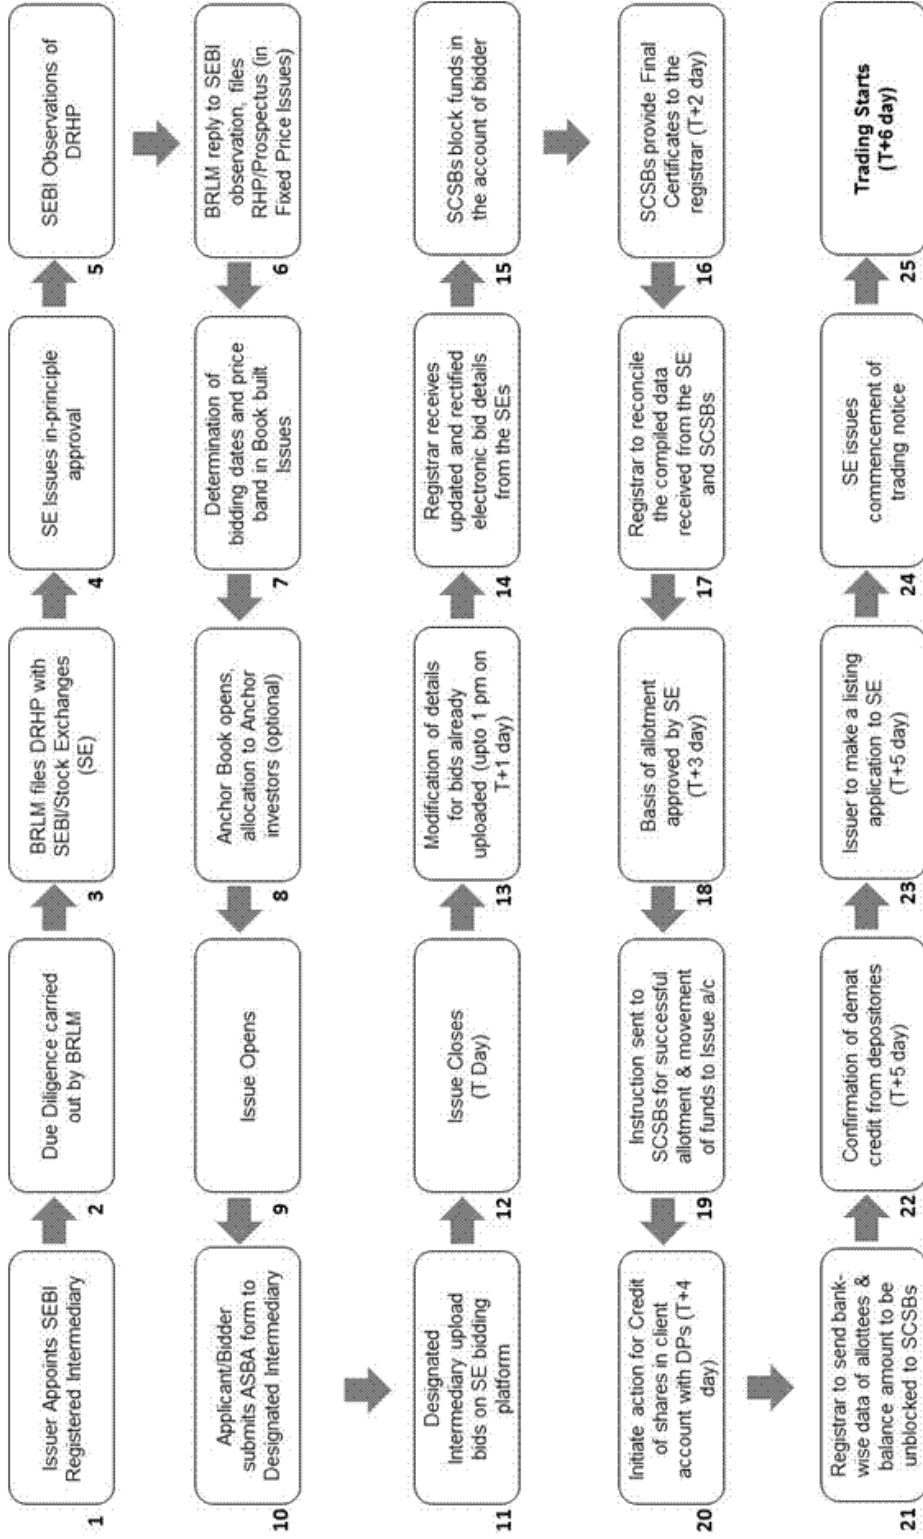 1
Issuer Appoints SEBI
Registered Intermediary
2
Due Diligence carried
out by BRLM
3
BRLM files DRHP with
SEBI/Stock Exchanges
(SE)
4
SE Issues in-principle
approval
5
SEBI Observations of
DRHP
6
BRLM reply to SEBI
observation, files
RHP/Prospectus (in
Fixed Price Issues)
7
Determination of
bidding dates and price
band in Book built
Issues
8
Anchor Book opens,
allocation to Anchor
investors (optional)
9
Issue Opens
10
Applicant/Bidder
submits ASBA form to
Designated Intermediary
11
Designated
Intermediary upload
bids on SE bidding
platform
12
Issue Closes
(T Day)
13
Modification of details
for bids already
uploaded (upto 1 pm on
T+1 day)
14
Registrar receives
updated and rectified
electronic bid details
from the SEs
15
SCSBs block funds in
the account of bidder
16
SCSBs provide Final
Certificates to the
registrar (T+2 day)
17
Registrar to reconcile
the compiled data
received from the SE
and SCSBs
18
Basis of allotment
approved by SE
(T+3 day)
19
Instruction sent to
SCSBs for successful
allotment & movement
of funds to Issue a/c
20
Initiate action for Credit
of shares in client
account with DPs (T+4
day)
21
Registrar to send bank-
wise data of allottees &
balance amount to be
unblocked to SCSBs
22
Confirmation of demat
credit from depositories
(T+5 day)
23
Issuer to make a listing
application to SE
(T+5 day)
24
SE issues
commencement of
trading notice
25
Trading Starts
(T+6 day)